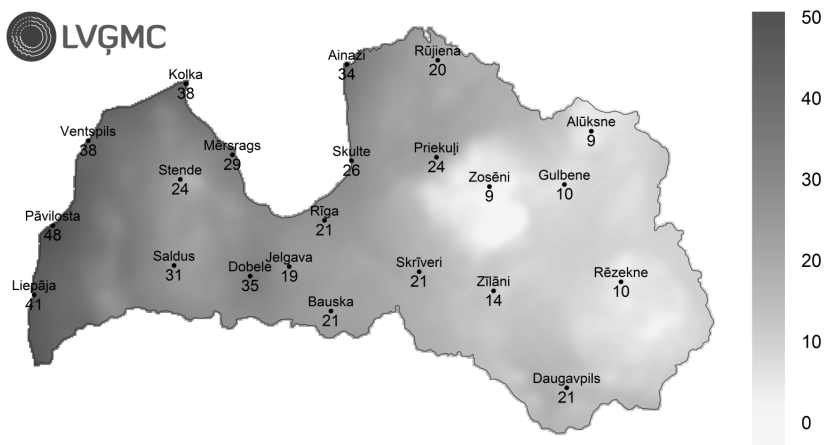 LVĢMC
50
40
30
20
10
0
Ainaži
34
Rūjiena
20
Kolka
38
Ventspils
38
Mērsrags
29
Stende
24
Skulte
26
Priekuļi
24
Alūksne
9
Zosēni
9
Gulbene
10
Pāvilosta
48
Rīga
21
Saldus
31
Dobele
35
Jelgava
19
Skrīveri
21
Zīlāni
14
Rēzekne
10
Liepāja
41
Bauska
21
Daugavpils
21